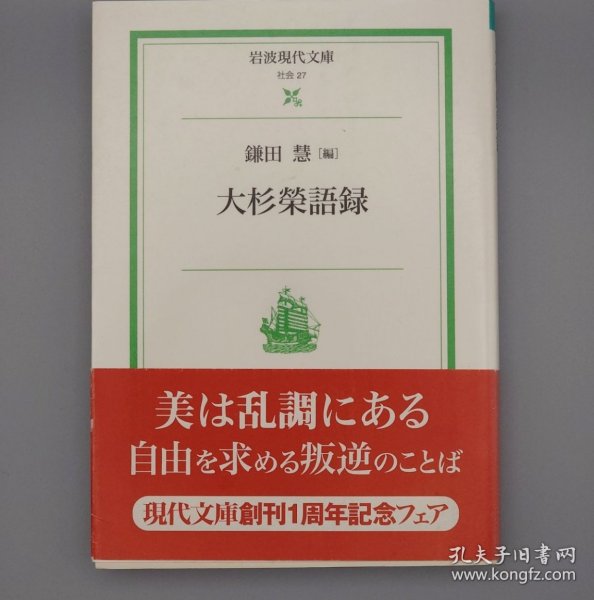 岩波現代文庫
社会 27
鎌田 慧 [編]
大杉榮語録
美は乱調にある
自由を求める叛逆のことば
現代文庫創刊1周年記念フェア
孔夫子旧书网
www.kongfz.com